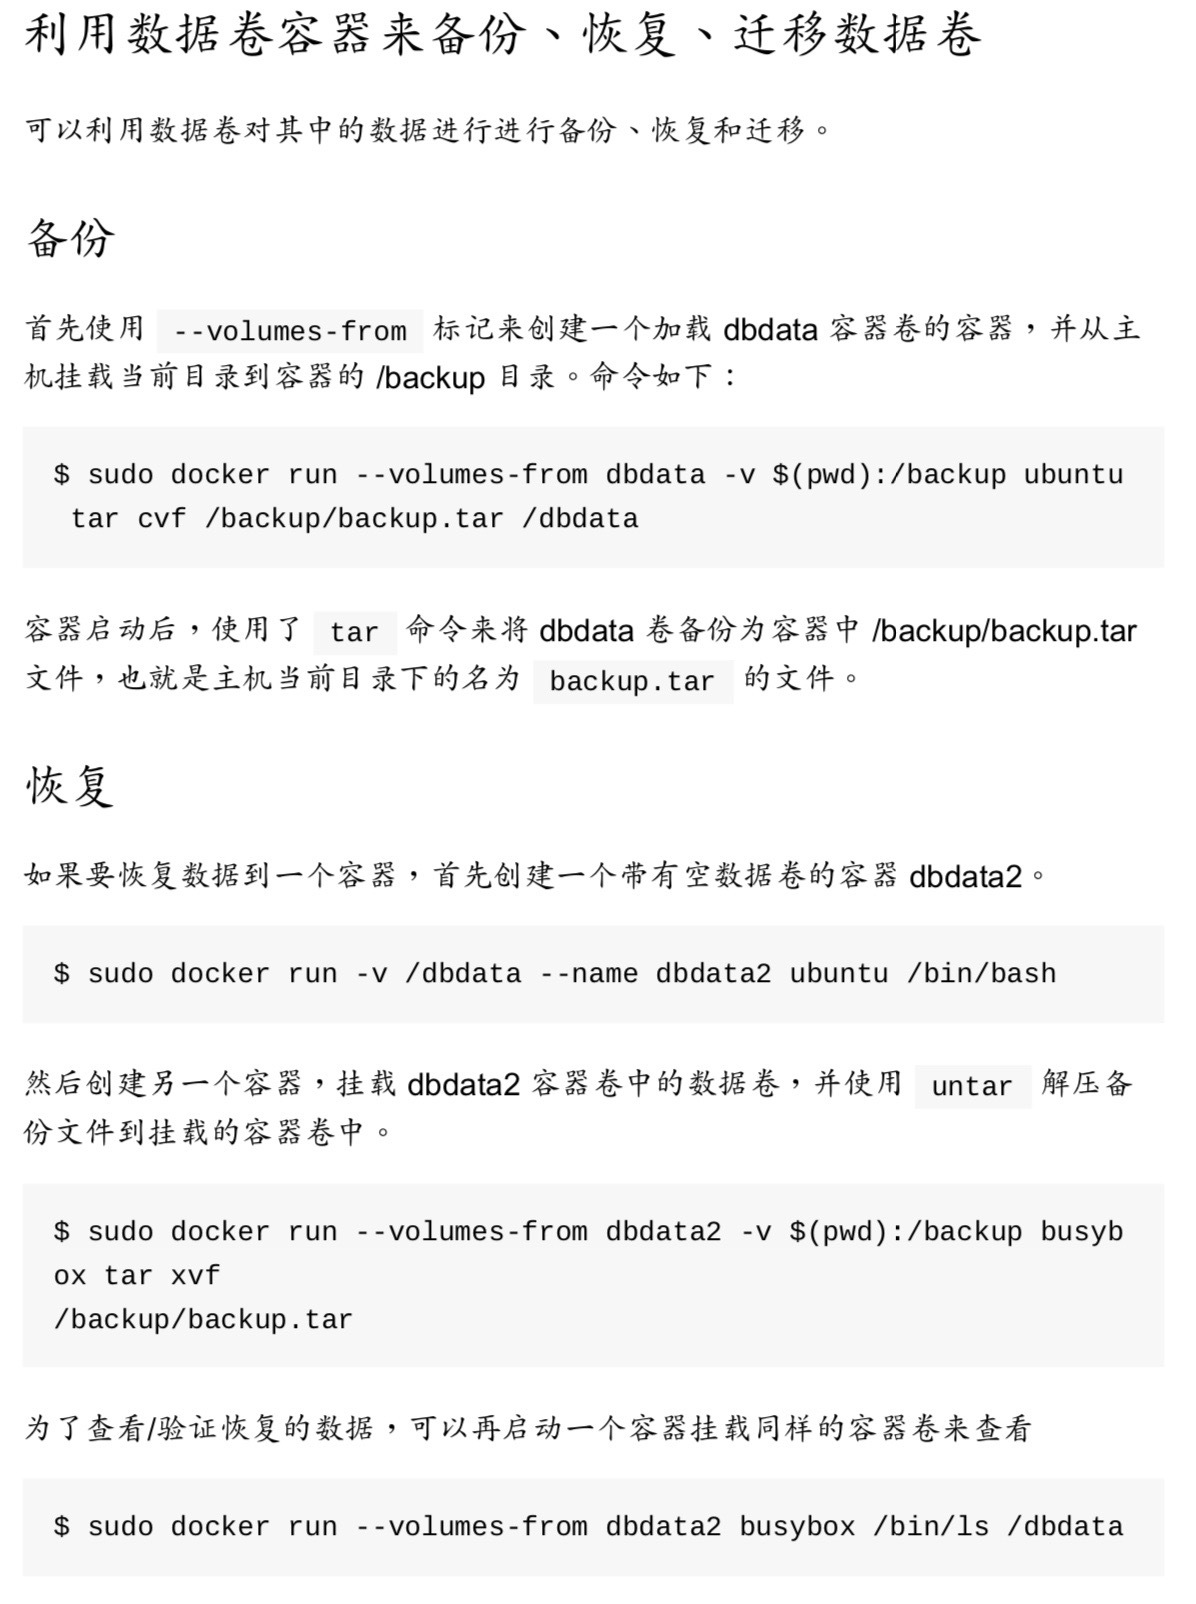 利用数据卷容器来备份、恢复、迁移数据卷
可以利用数据卷对其中的数据进行进行备份、恢复和迁移。
备份
首先使用 --volumes-from 标记来创建一个加载 dbdata 容器卷的容器，并从主
机挂载当前目录到容器的 /backup 目录。命令如下：
$ sudo docker run --volumes-from dbdata -v $(pwd):/backup ubuntu
tar cvf /backup/backup.tar /dbdata
容器启动后，使用了 tar 命令来将 dbdata 卷备份为容器中 /backup/backup.tar
文件，也就是主机当前目录下的名为 backup.tar 的文件。
恢复
如果要恢复数据到一个容器，首先创建一个带有空数据卷的容器 dbdata2。
$ sudo docker run -v /dbdata --name dbdata2 ubuntu /bin/bash
然后创建另一个容器，挂载 dbdata2 容器卷中的数据卷，并使用 untar 解压备
份文件到挂载的容器卷中。
$ sudo docker run --volumes-from dbdata2 -v $(pwd):/backup busyb
ox tar xvf
/backup/backup.tar
为了查看/验证恢复的数据，可以再启动一个容器挂载同样的容器卷来查看
$ sudo docker run --volumes-from dbdata2 busybox /bin/ls /dbdata